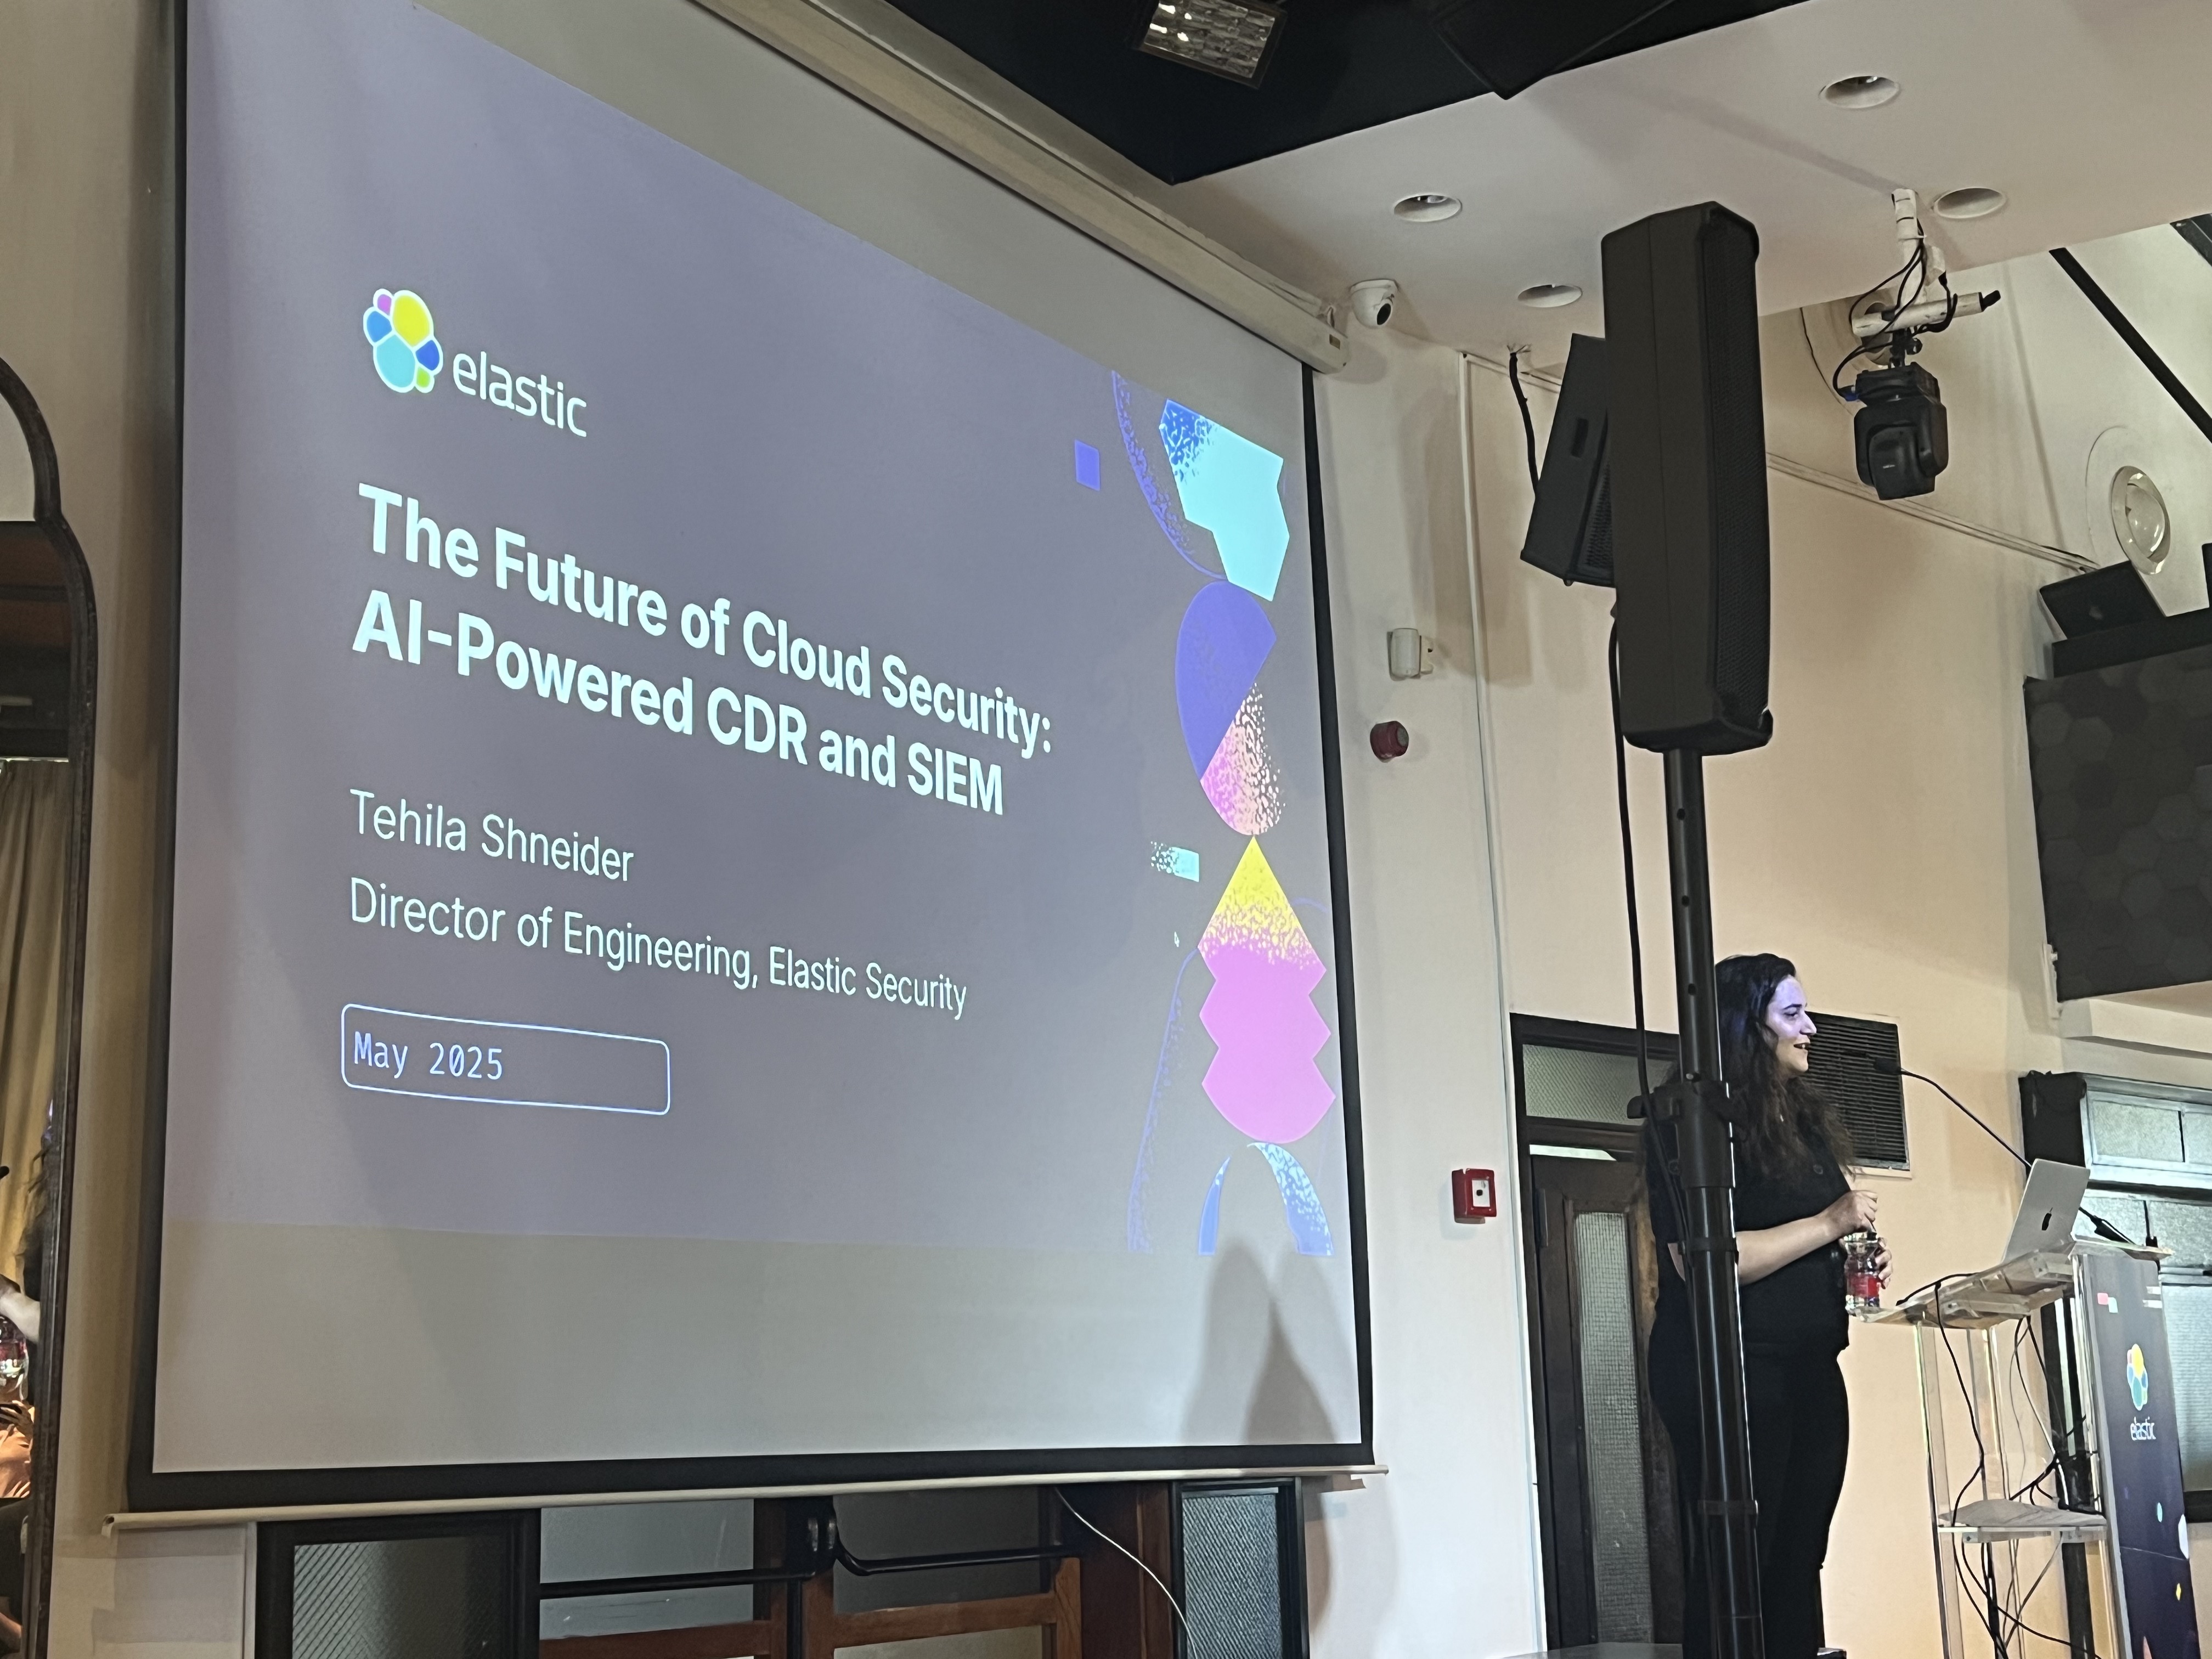 elastic
The Future of Cloud Security:
AI-Powered CDR and SIEM
Tehila Shneider
Director of Engineering, Elastic Security
May 2025
elastic